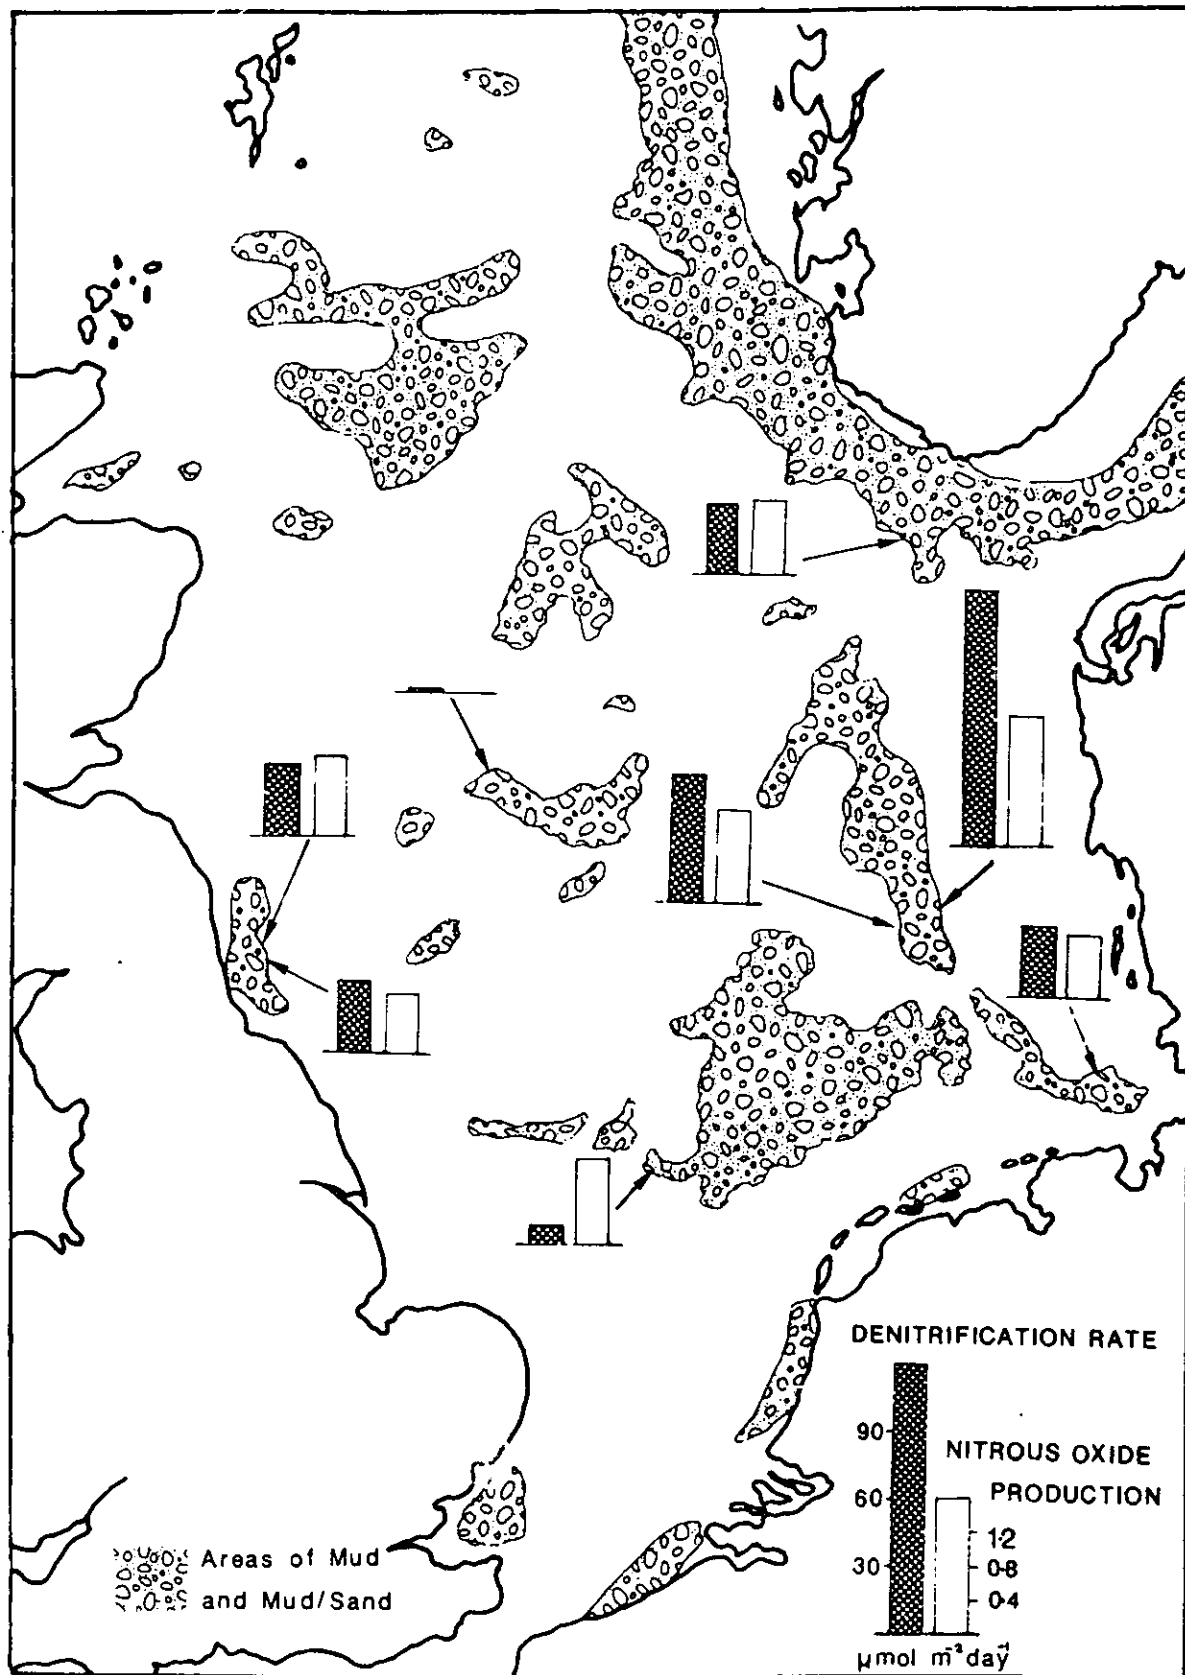 DENITRIFICATION RATE
90
NITROUS OXIDE
PRODUCTION
60
1·2
30
0·8
0·4
µmol m⁻² day⁻¹
Areas of Mud
and Mud/Sand